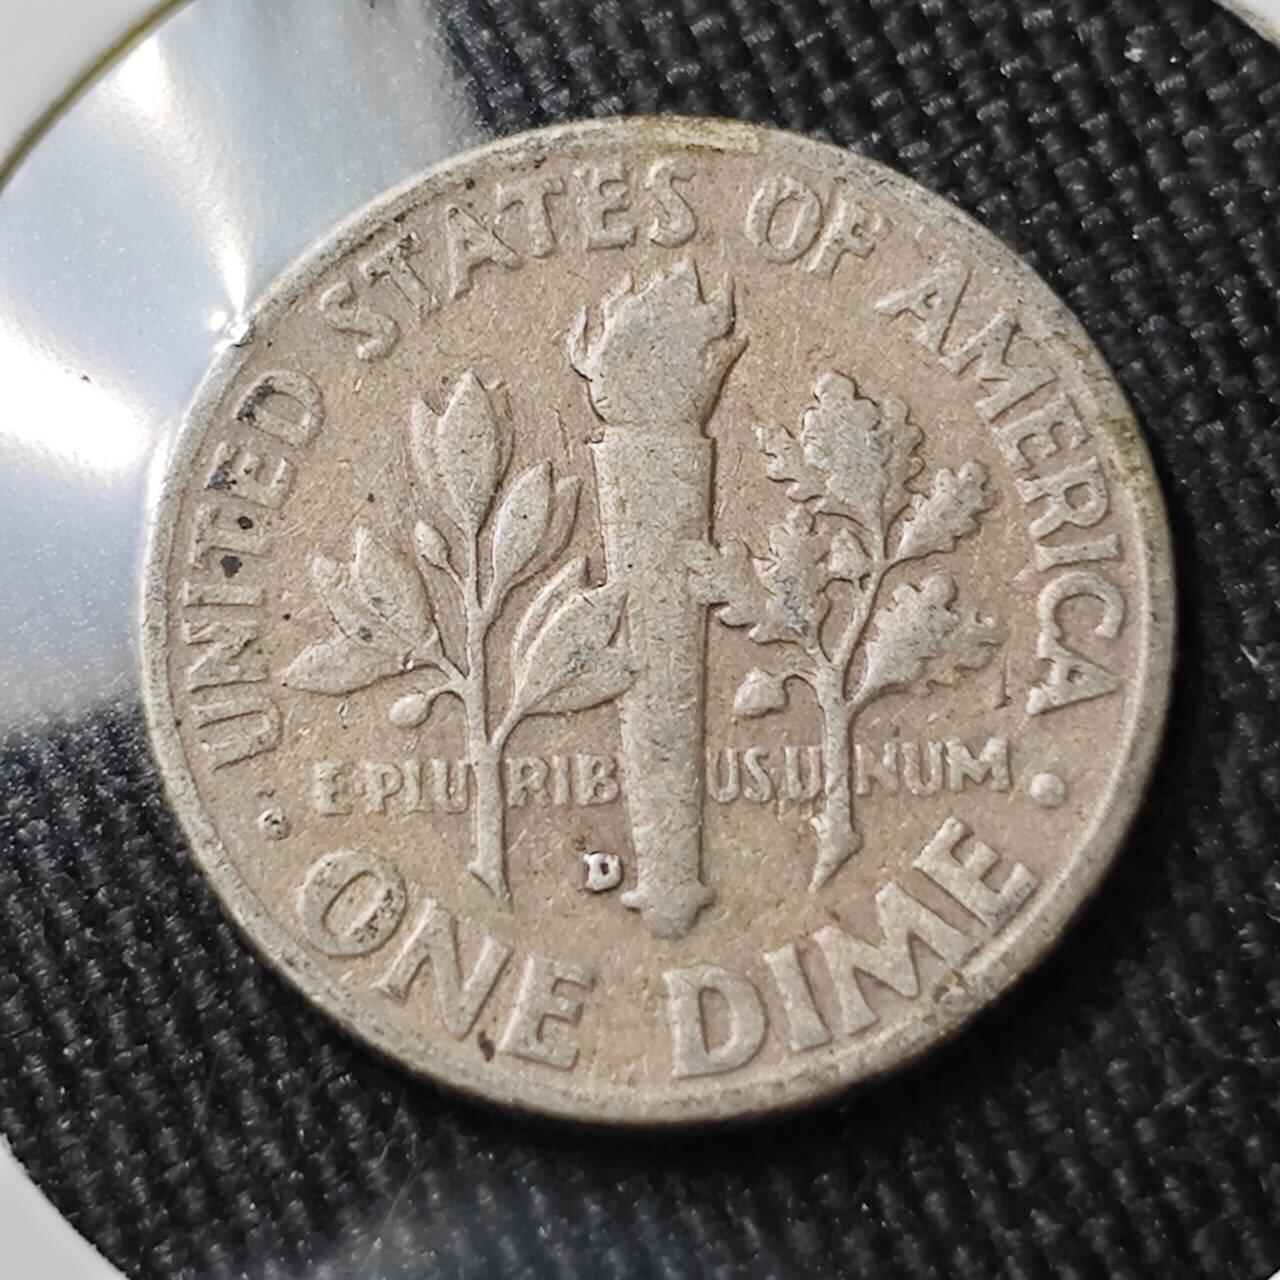 UNITED STATES OF AMERICA
E·PLURIBUS UNUM
D
· ONE DIME ·